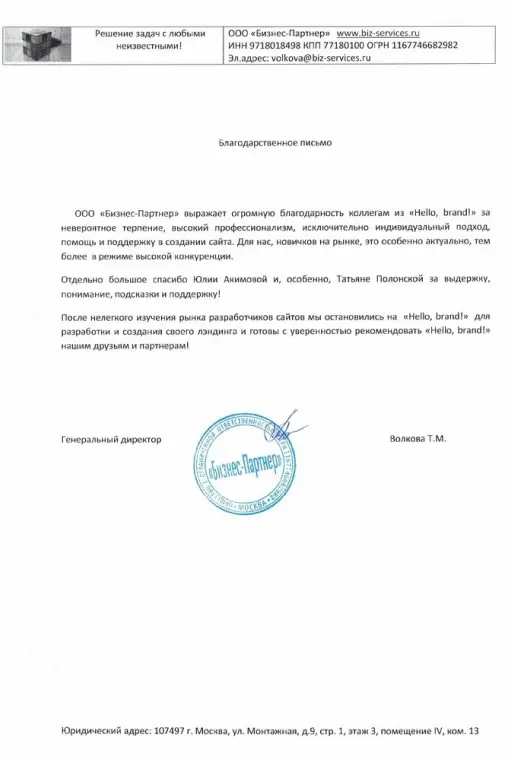 Решение задач с любыми
неизвестными!
ООО «Бизнес-Партнер» www.biz-services.ru
ИНН 9718018498 КПП 77180100 ОГРН 1167746682982
Эл.адрес: volkova@biz-services.ru
Благодарственное письмо
ООО «Бизнес-Партнер» выражает огромную благодарность коллегам из «Hello, brand!» за
невероятное терпение, высокий профессионализм, исключительно индивидуальный подход,
помощь и поддержку в создании сайта. Для нас, новичков на рынке, это особенно актуально, тем
более в режиме высокой конкуренции.
Отдельно большое спасибо Юлии Акимовой и, особенно, Татьяне Полонской за выдержку,
понимание, подсказки и поддержку!
После нелегкого изучения рынка разработчиков сайтов мы остановились на «Hello, brand!» для
разработки и создания своего лэндинга и готовы с уверенностью рекомендовать «Hello, brand!»
нашим друзьям и партнерам!
Генеральный директор
«Бизнес-Партнер»
МОСКВА
Волкова Т.М.
Юридический адрес: 107497 г. Москва, ул. Монтажная, д.9, стр. 1, этаж 3, помещение IV, ком. 13